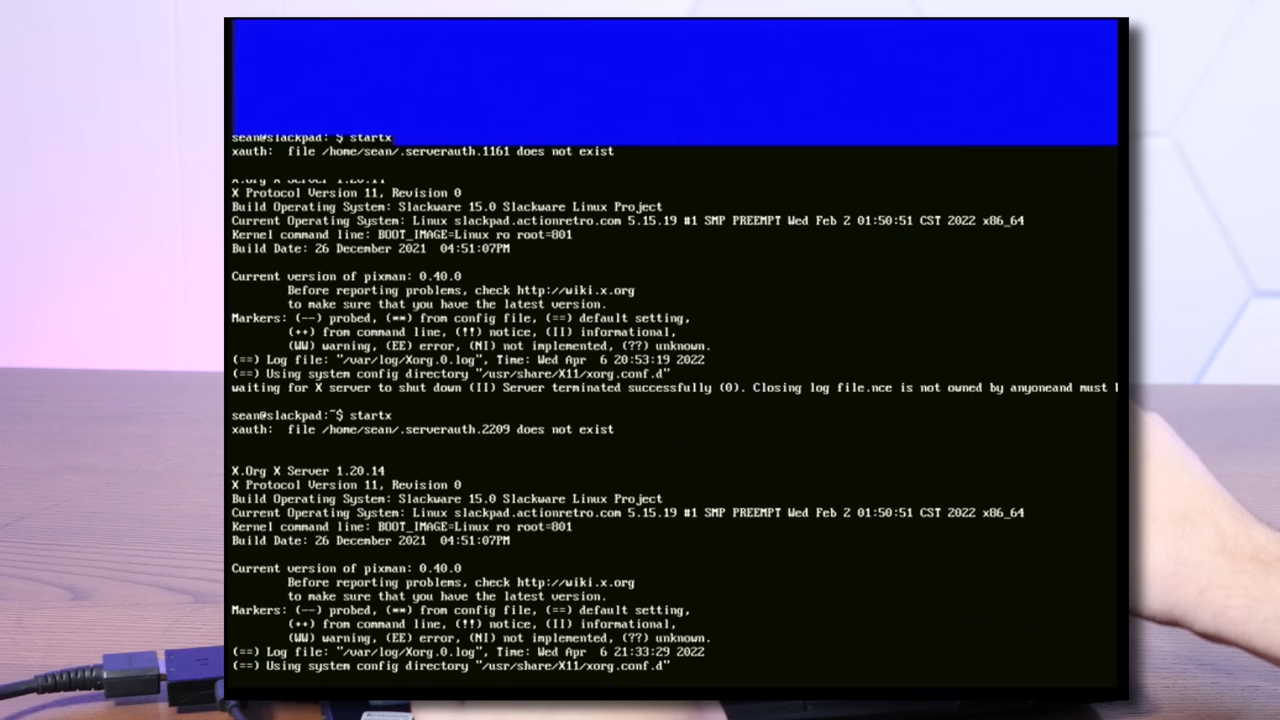 sean@slackpad: $ startx
xauth:  file /home/sean/.serverauth.1161 does not exist
X.Org X Server 1.20.14
X Protocol Version 11, Revision 0
Build Operating System: Slackware 15.0 Slackware Linux Project
Current Operating System: Linux slackpad.actionretro.com 5.15.19 #1 SMP PREEMPT Wed Feb 2 01:50:51 CST 2022 x86_64
Kernel command line: BOOT_IMAGE=Linux ro root=801
Build Date: 26 December 2021  04:51:07PM
Current version of pixman: 0.40.0
Before reporting problems, check http://wiki.x.org
to make sure that you have the latest version.
Markers: (--) probed, (**) from config file, (==) default setting,
(++) from command line, (!!) notice, (II) informational,
(WW) warning, (EE) error, (NI) not implemented, (??) unknown.
(==) Log file: "/var/log/Xorg.0.log", Time: Wed Apr  6 20:53:19 2022
(==) Using system config directory "/usr/share/X11/xorg.conf.d"
waiting for X server to shut down (II) Server terminated successfully (0). Closing log file.nce is not owned by anyoneand must
sean@slackpad:~$ startx
xauth:  file /home/sean/.serverauth.2209 does not exist
X.Org X Server 1.20.14
X Protocol Version 11, Revision 0
Build Operating System: Slackware 15.0 Slackware Linux Project
Current Operating System: Linux slackpad.actionretro.com 5.15.19 #1 SMP PREEMPT Wed Feb 2 01:50:51 CST 2022 x86_64
Kernel command line: BOOT_IMAGE=Linux ro root=801
Build Date: 26 December 2021  04:51:07PM
Current version of pixman: 0.40.0
Before reporting problems, check http://wiki.x.org
to make sure that you have the latest version.
Markers: (--) probed, (**) from config file, (==) default setting,
(++) from command line, (!!) notice, (II) informational,
(WW) warning, (EE) error, (NI) not implemented, (??) unknown.
(==) Log file: "/var/log/Xorg.0.log", Time: Wed Apr  6 21:33:29 2022
(==) Using system config directory "/usr/share/X11/xorg.conf.d"